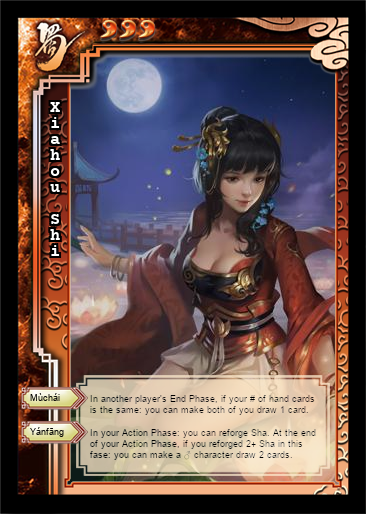 蜀
Xiahou Shi
Mùchái
In another player's End Phase, if your # of hand cards
is the same: you can make both of you draw 1 card.
Yánfāng
In your Action Phase: you can reforge Sha. At the end
of your Action Phase, if you reforged 2+ Sha in this
fase: you can make a ♂ character draw 2 cards.